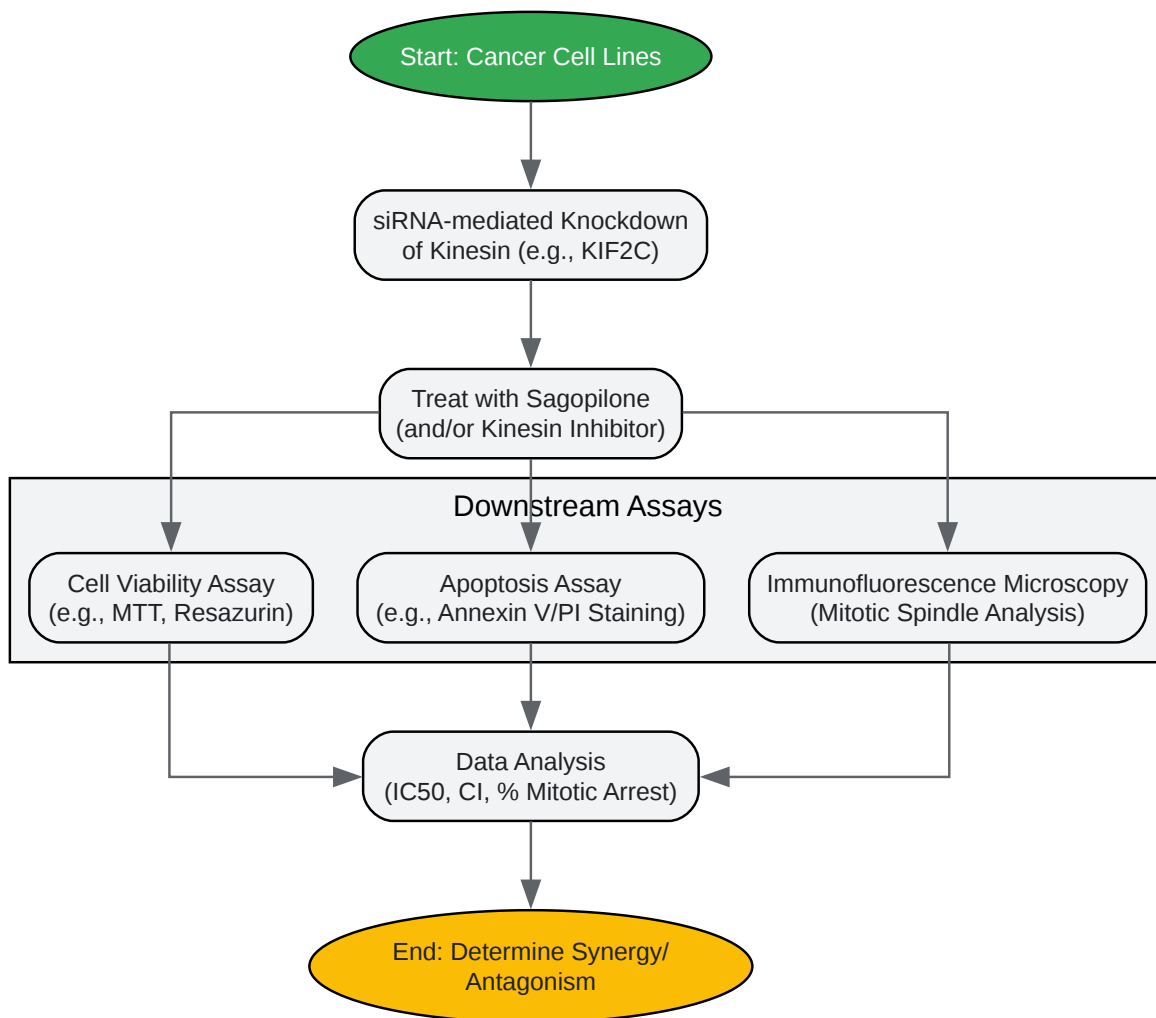 Start: Cancer Cell Lines
siRNA-mediated Knockdown
of Kinesin (e.g., KIF2C)
Treat with Sagopilone
(and/or Kinesin Inhibitor)
Downstream Assays
Cell Viability Assay
(e.g., MTT, Resazurin)
Apoptosis Assay
(e.g., Annexin V/PI Staining)
Immunofluorescence Microscopy
(Mitotic Spindle Analysis)
Data Analysis
(IC50, CI, % Mitotic Arrest)
End: Determine Synergy/
Antagonism